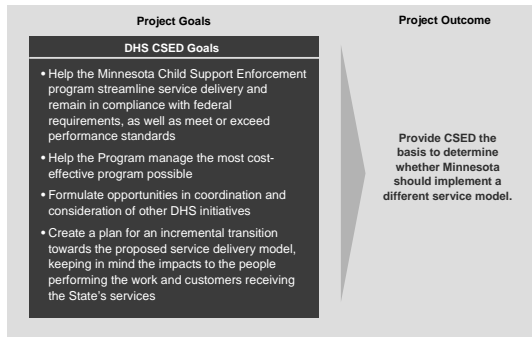 Project Goals
Project Outcome
DHS CSED Goals
• Help the Minnesota Child Support Enforcement
program streamline service delivery and
remain in compliance with federal
requirements, as well as meet or exceed
performance standards
• Help the Program manage the most cost-
effective program possible
• Formulate opportunities in coordination and
consideration of other DHS initiatives
• Create a plan for an incremental transition
towards the proposed service delivery model,
keeping in mind the impacts to the people
performing the work and customers receiving
the State's services
Provide CSED the
basis to determine
whether Minnesota
should implement a
different service model.